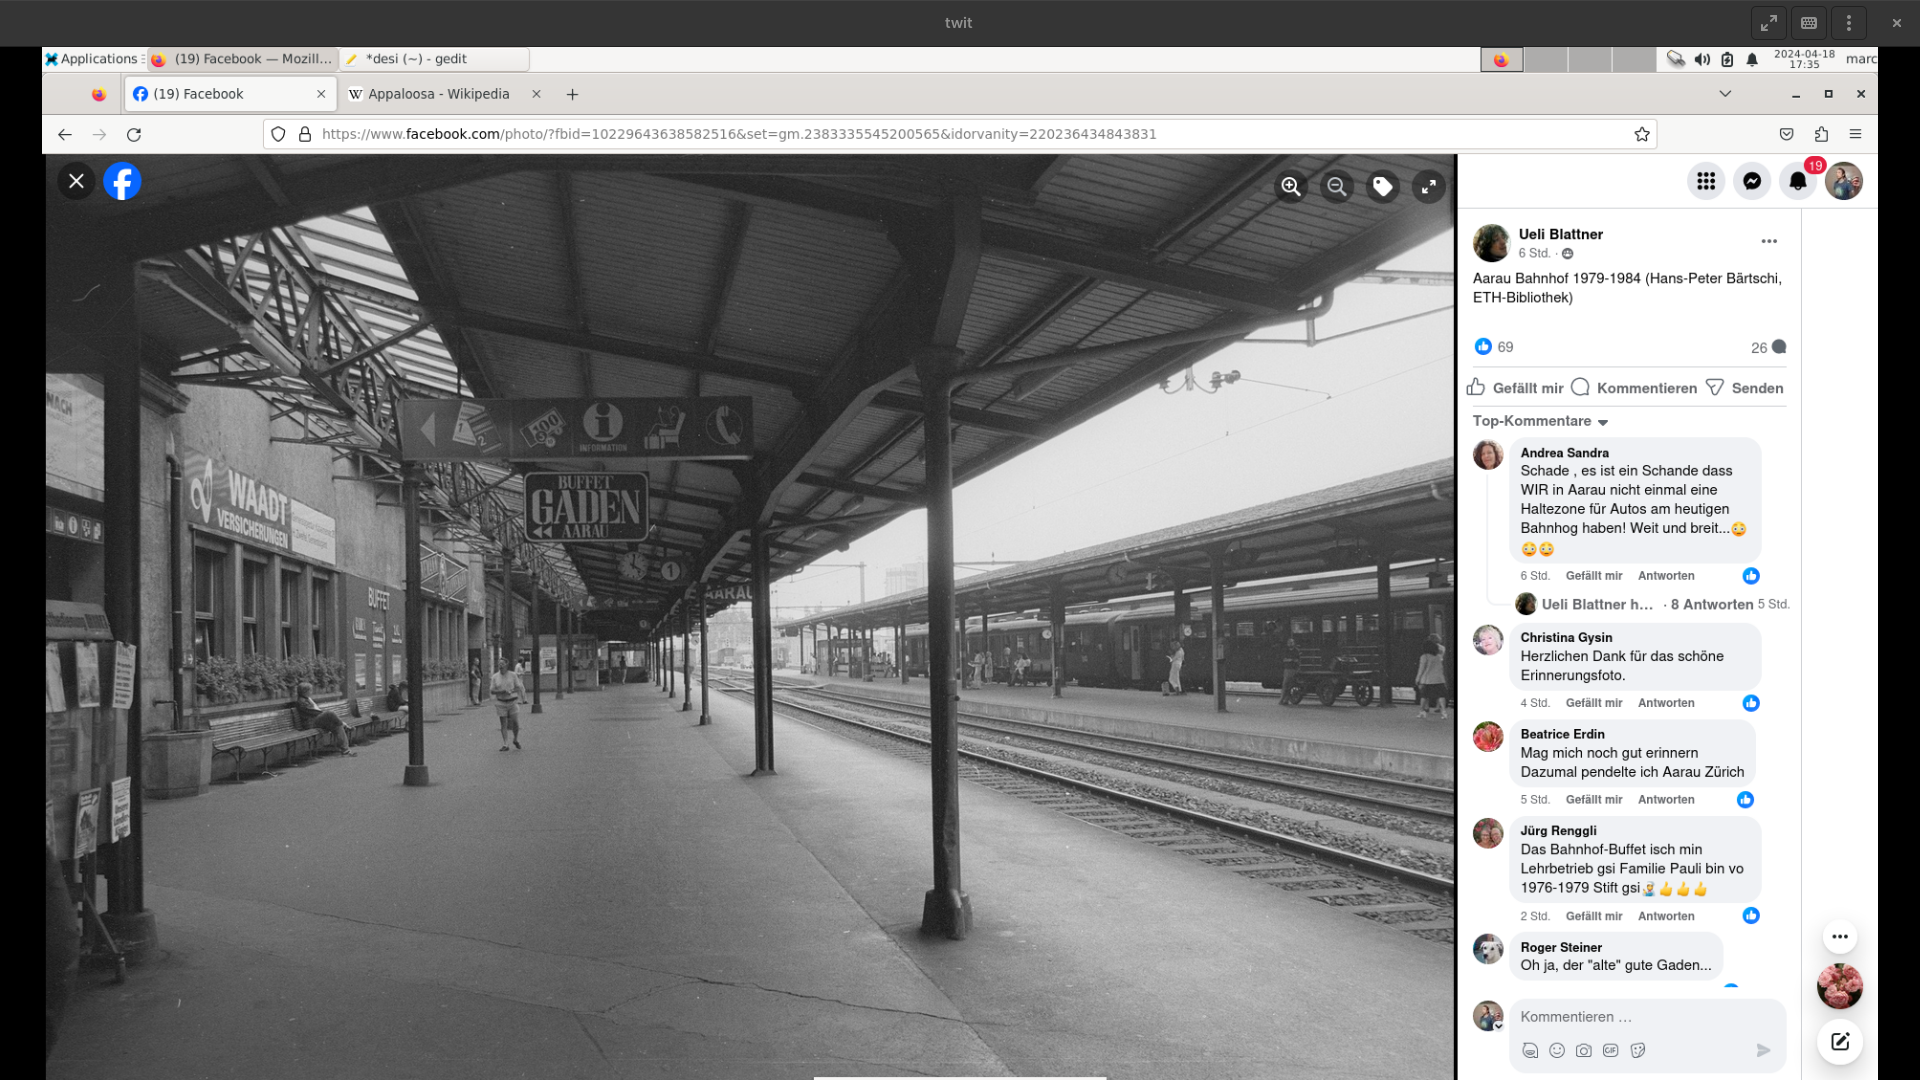 twit
Applications
(19) Facebook — Mozill...
*desi (~) - gedit
2024-04-18
17:35
marc
(19) Facebook
W
Appaloosa - Wikipedia
https://www.facebook.com/photo/?fbid=10229643638582516&set=gm.2383335545200565&idorvanity=220236434843831
19
NACH
1
2
100
i
INFORMATION
BUFFET
GADEN
AARAU
WAADT
VERSICHERUNGEN
BUFFET
1
AARAU
Ueli Blattner
6 Std. ·
Aarau Bahnhof 1979-1984 (Hans-Peter Bärtschi,
ETH-Bibliothek)
69
26
Gefällt mir
Kommentieren
Senden
Top-Kommentare
Andrea Sandra
Schade , es ist ein Schande dass
WIR in Aarau nicht einmal eine
Haltezone für Autos am heutigen
Bahnhog haben! Weit und breit...😳
😳😳
6 Std. Gefällt mir Antworten
Ueli Blattner h... · 8 Antworten 5 Std.
Christina Gysin
Herzlichen Dank für das schöne
Erinnerungsfoto.
4 Std. Gefällt mir Antworten
Beatrice Erdin
Mag mich noch gut erinnern
Dazumal pendelte ich Aarau Zürich
5 Std. Gefällt mir Antworten
Jürg Renggli
Das Bahnhof-Buffet isch min
Lehrbetrieb gsi Familie Pauli bin vo
1976-1979 Stift gsi👍👍👍
2 Std. Gefällt mir Antworten
Roger Steiner
Oh ja, der "alte" gute Gaden...
Kommentieren …
GIF